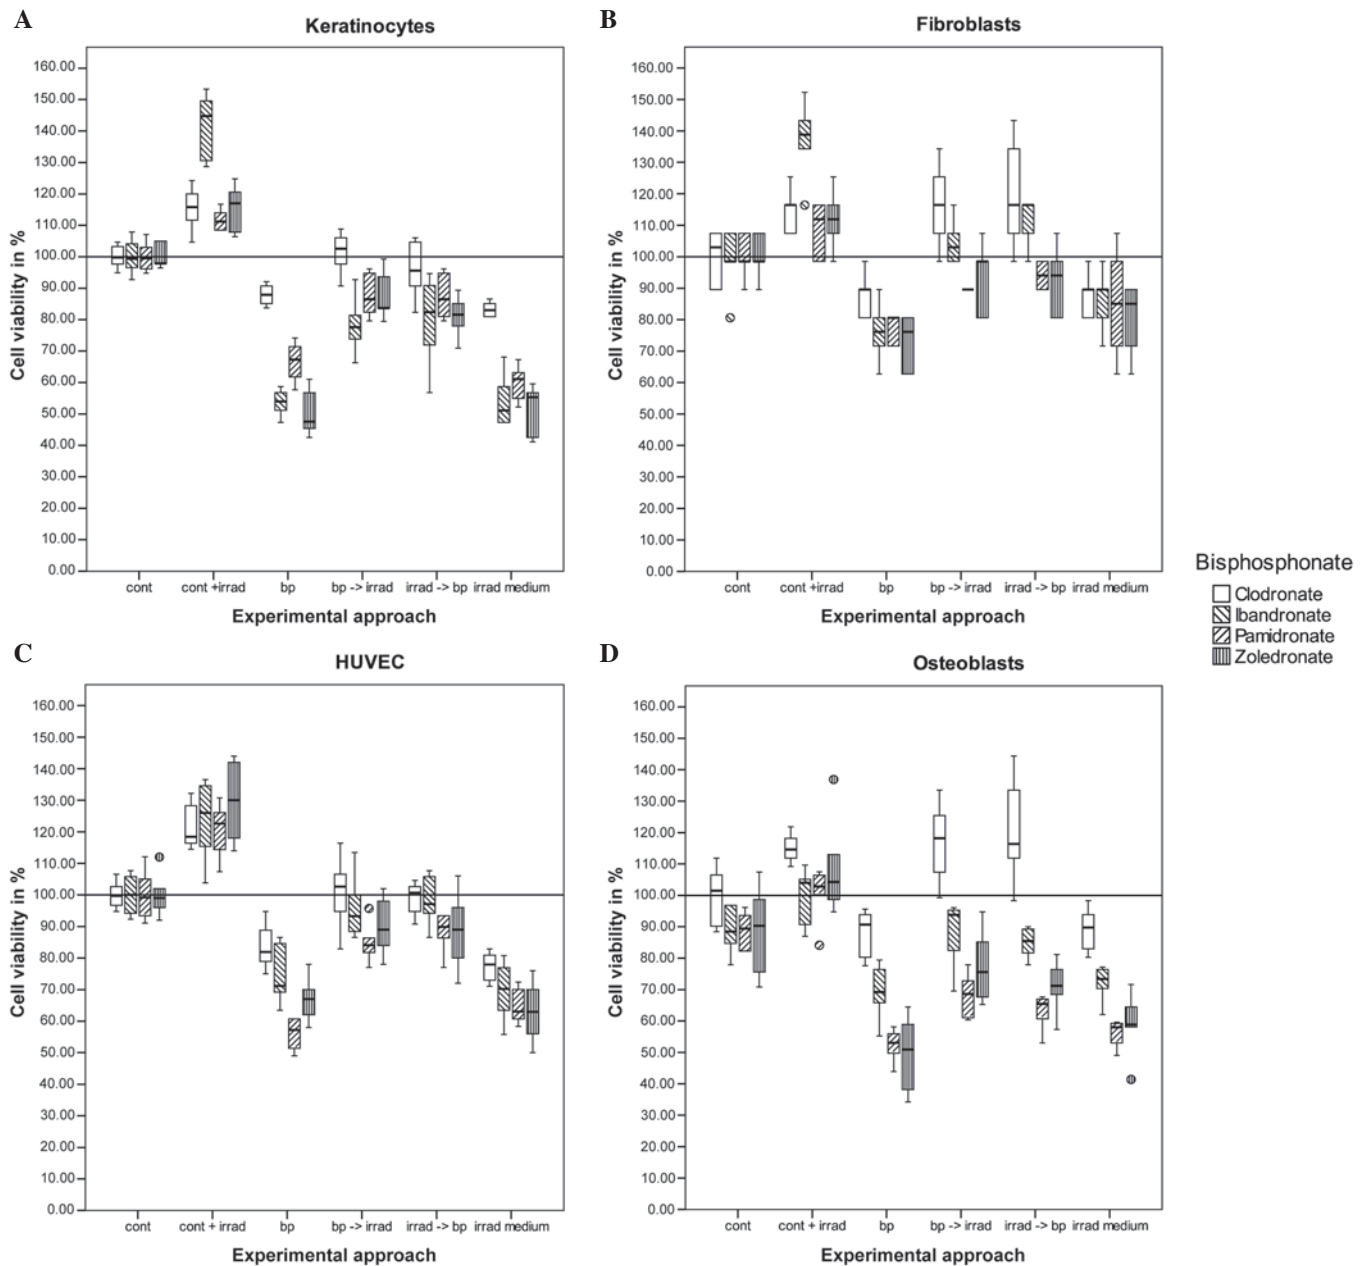 A
Keratinocytes
160.00
150.00
140.00
130.00
120.00
110.00
100.00
90.00
80.00
70.00
60.00
50.00
40.00
30.00
20.00
10.00
0.00
Cell viability in %
cont
cont +irrad
bp
bp -> irrad
irrad -> bp
irrad medium
Experimental approach
B
Fibroblasts
160.00
150.00
140.00
130.00
120.00
110.00
100.00
90.00
80.00
70.00
60.00
50.00
40.00
30.00
20.00
10.00
0.00
Cell viability in %
cont
cont +irrad
bp
bp -> irrad
irrad -> bp
irrad medium
Experimental approach
Bisphosphonate
Clodronate
Ibandronate
Pamidronate
Zoledronate
C
HUVEC
160.00
150.00
140.00
130.00
120.00
110.00
100.00
90.00
80.00
70.00
60.00
50.00
40.00
30.00
20.00
10.00
0.00
Cell viability in %
cont
cont + irrad
bp
bp -> irrad
irrad -> bp
irrad medium
Experimental approach
D
Osteoblasts
160.00
150.00
140.00
130.00
120.00
110.00
100.00
90.00
80.00
70.00
60.00
50.00
40.00
30.00
20.00
10.00
0.00
Cell viability in %
cont
cont + irrad
bp
bp -> irrad
irrad -> bp
irrad medium
Experimental approach